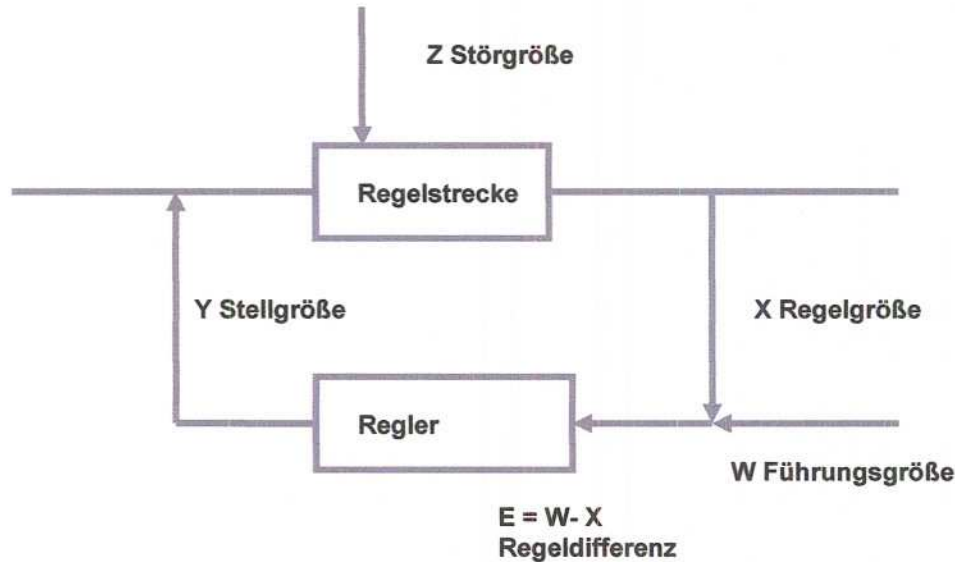 Z Störgröße
Regelstrecke
Y Stellgröße
X Regelgröße
Regler
W Führungsgröße
E = W- X
Regeldifferenz